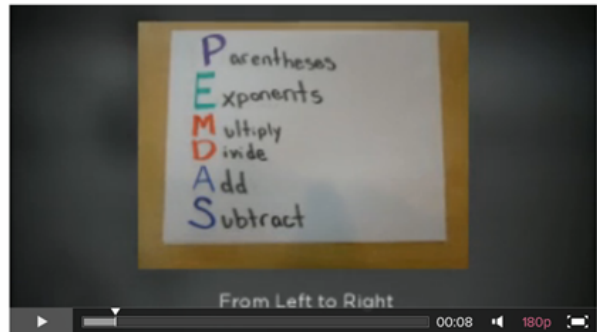 Parentheses
Exponents
Multiply
Divide
Add
Subtract
From Left to Right
00:08
180p